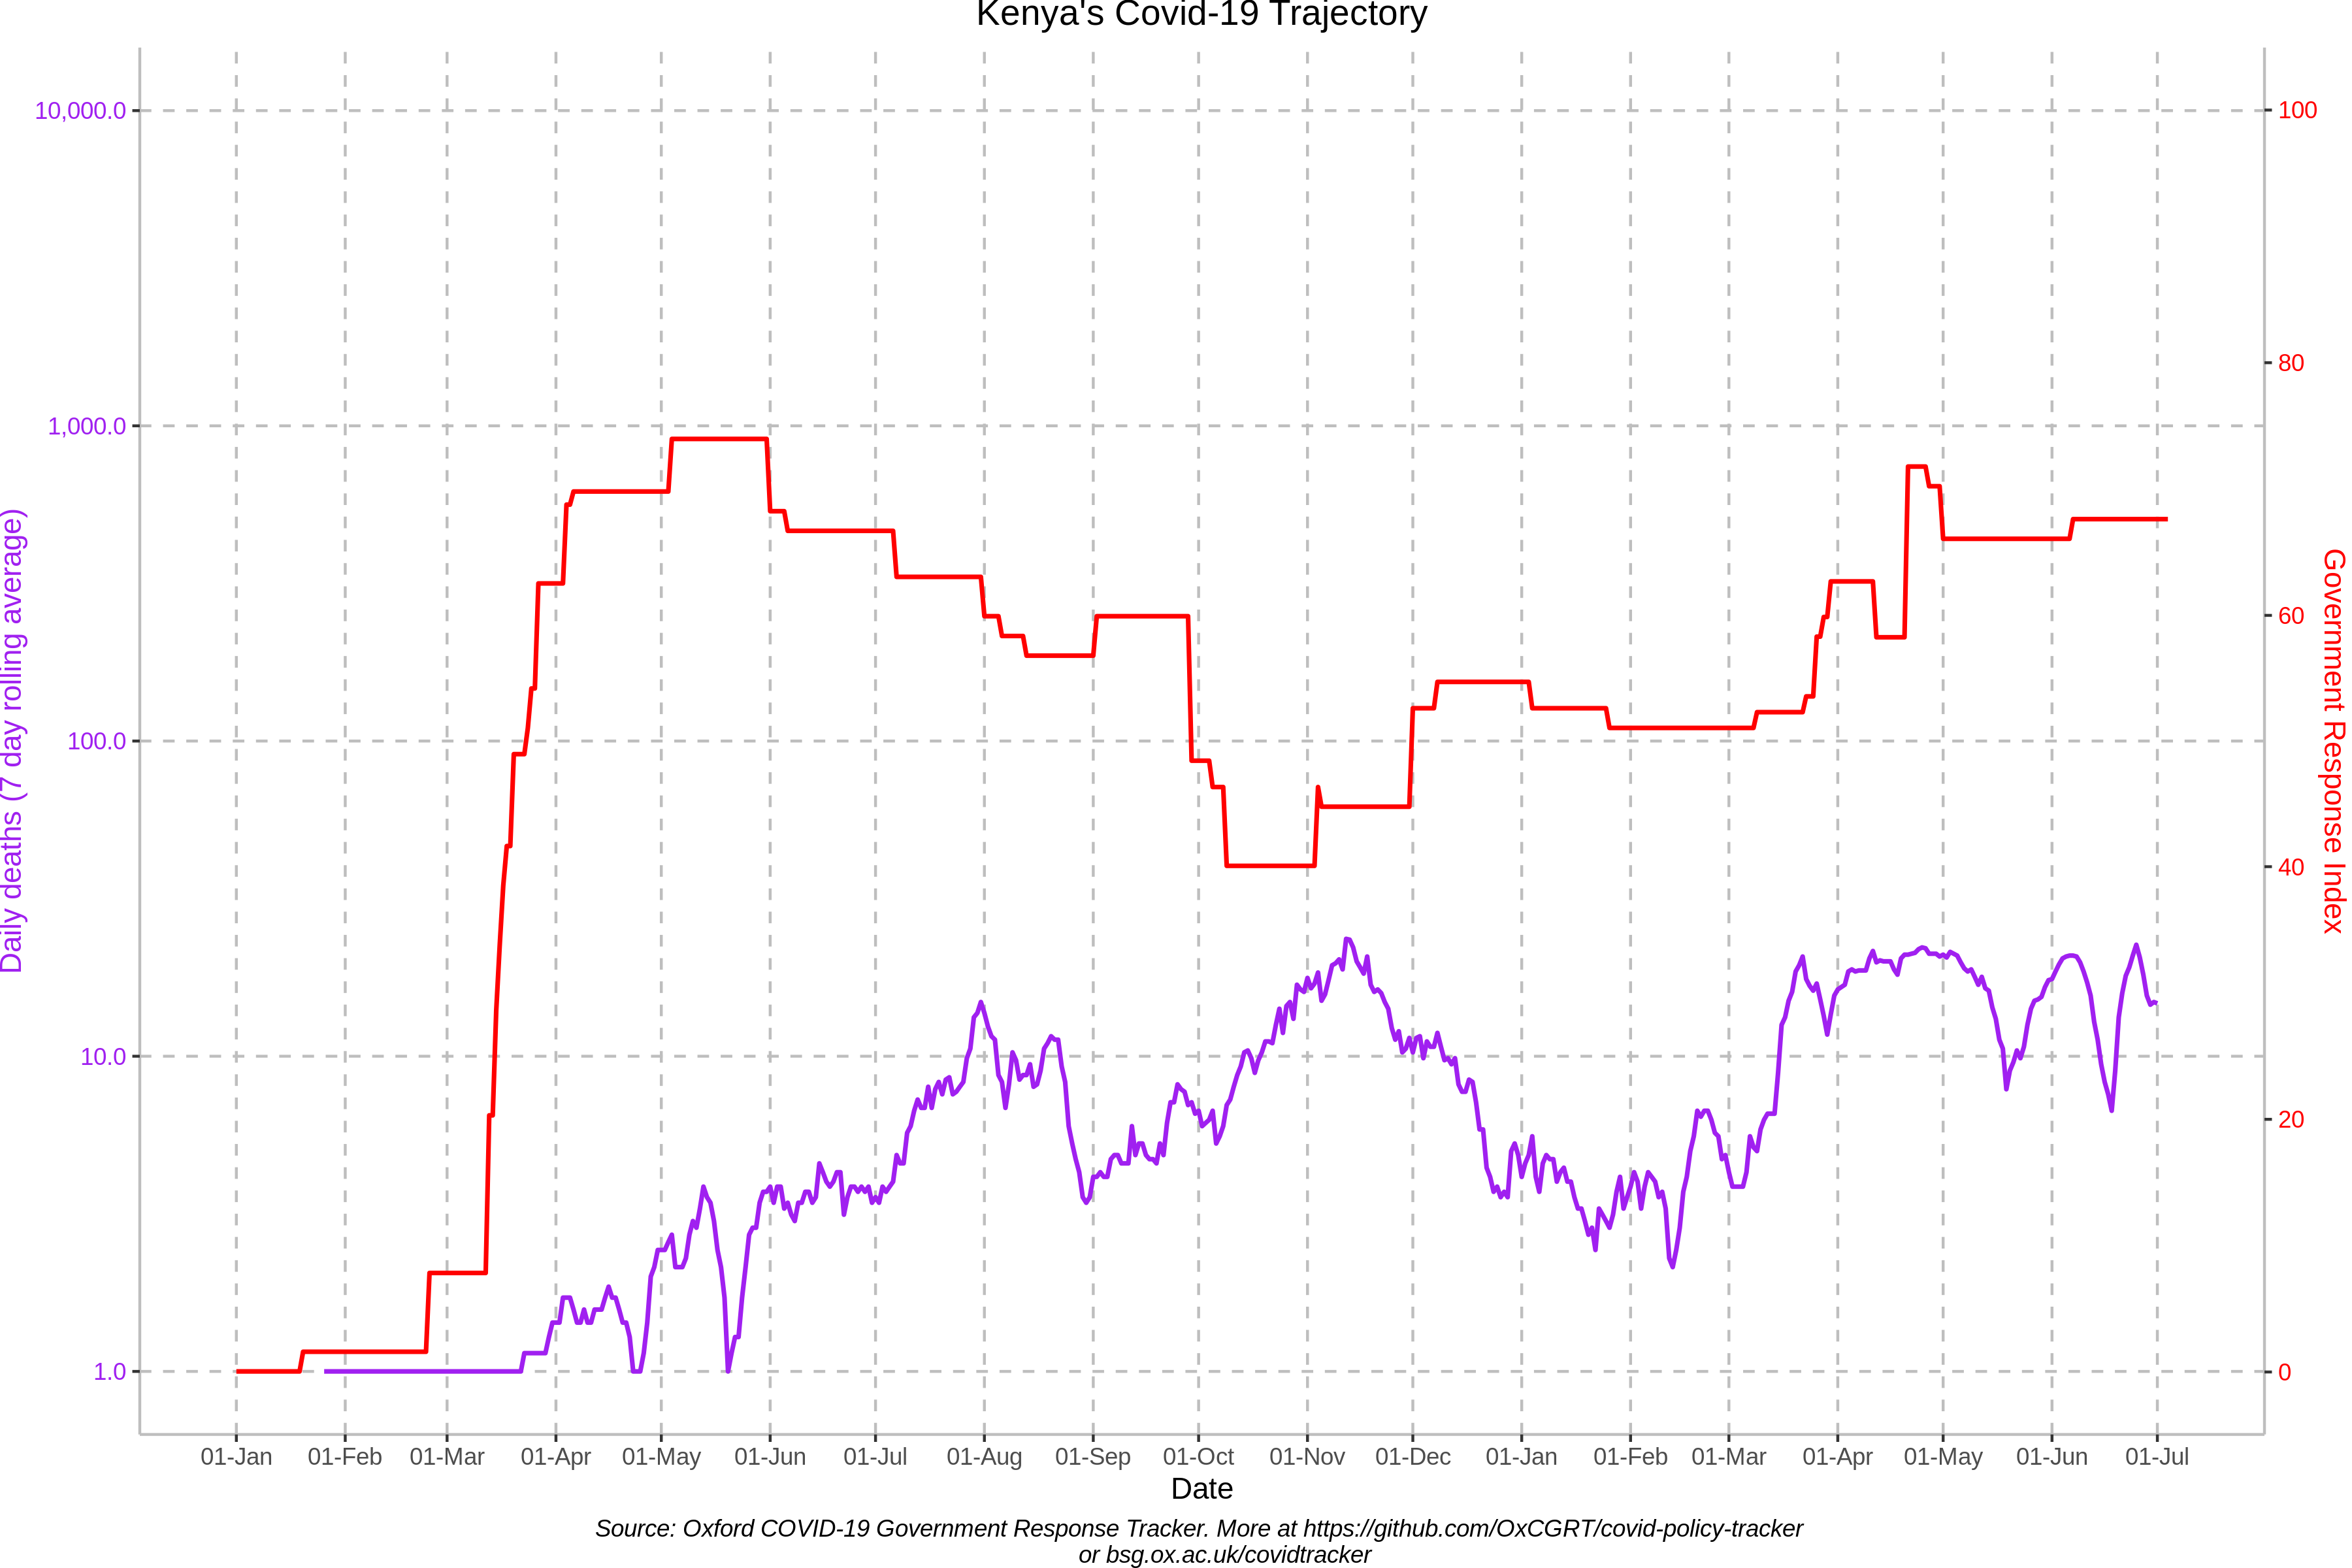 Kenya's Covid-19 Trajectory
10,000.0
1,000.0
100.0
10.0
1.0
Daily deaths (7 day rolling average)
100
80
60
40
20
0
Government Response Index
01-Jan 01-Feb 01-Mar 01-Apr 01-May 01-Jun 01-Jul 01-Aug 01-Sep 01-Oct 01-Nov 01-Dec 01-Jan 01-Feb 01-Mar 01-Apr 01-May 01-Jun 01-Jul
Date
Source: Oxford COVID-19 Government Response Tracker. More at https://github.com/OxCGRT/covid-policy-tracker
or bsg.ox.ac.uk/covidtracker